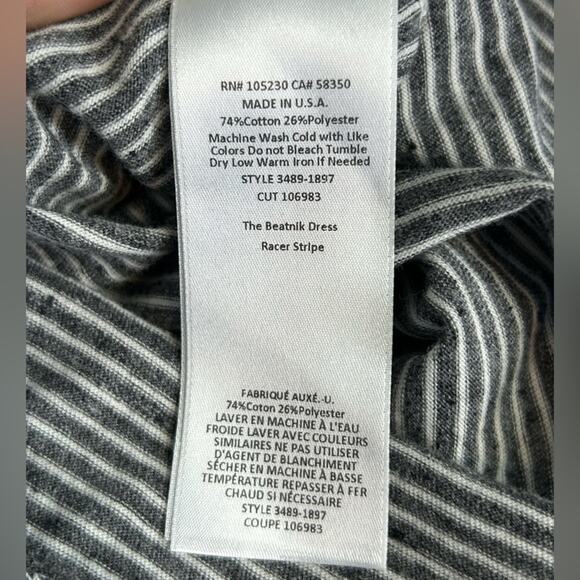 RN# 105230 CA# 58350
MADE IN U.S.A.
74%Cotton 26%Polyester
Machine Wash Cold with Like
Colors Do not Bleach Tumble
Dry Low Warm Iron If Needed
STYLE 3489-1897
CUT 106983
The Beatnik Dress
Racer Stripe
FABRIQUÉ AUXÉ.-U.
74%Coton 26%Polyester
LAVER EN MACHINE À L'EAU
FROIDE LAVER AVEC COULEURS
SIMILAIRES NE PAS UTILISER
D'AGENT DE BLANCHIMENT
SÉCHER EN MACHINE À BASSE
TEMPÉRATURE REPASSER À FER
CHAUD SI NÉCESSAIRE
STYLE 3489-1897
COUPE 106983